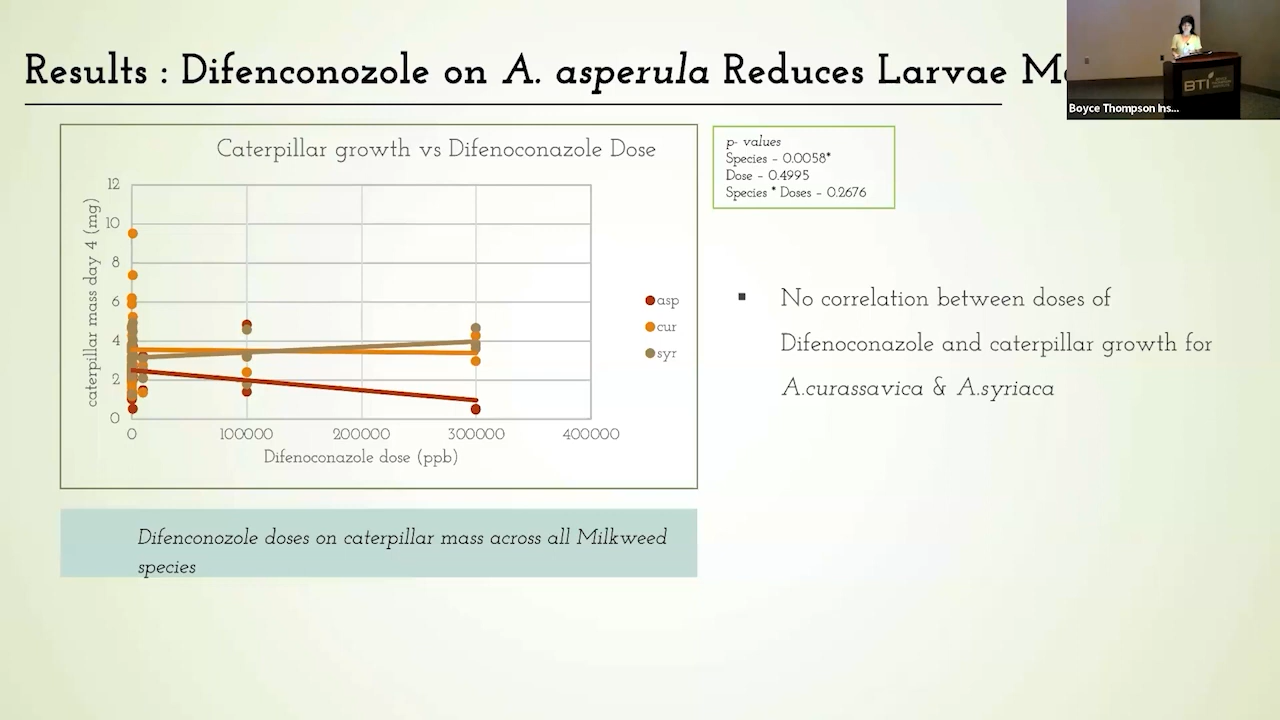 Results : Difenconozole on A. asperula Reduces Larvae
Boyce Thompson Ins...
BTI
Caterpillar growth vs Difenoconazole Dose
caterpillar mass day 4 (mg)
12
10
8
6
4
2
0
0 100000 200000 300000 400000
Difenoconazole dose (ppb)
asp
cur
syr
p- values
Species - 0.0058*
Dose - 0.4995
Species * Doses - 0.2676
▪ No correlation between doses of
Difenoconazole and caterpillar growth for
A.curassavica & A.syriaca
Difenconozole doses on caterpillar mass across all Milkweed
species